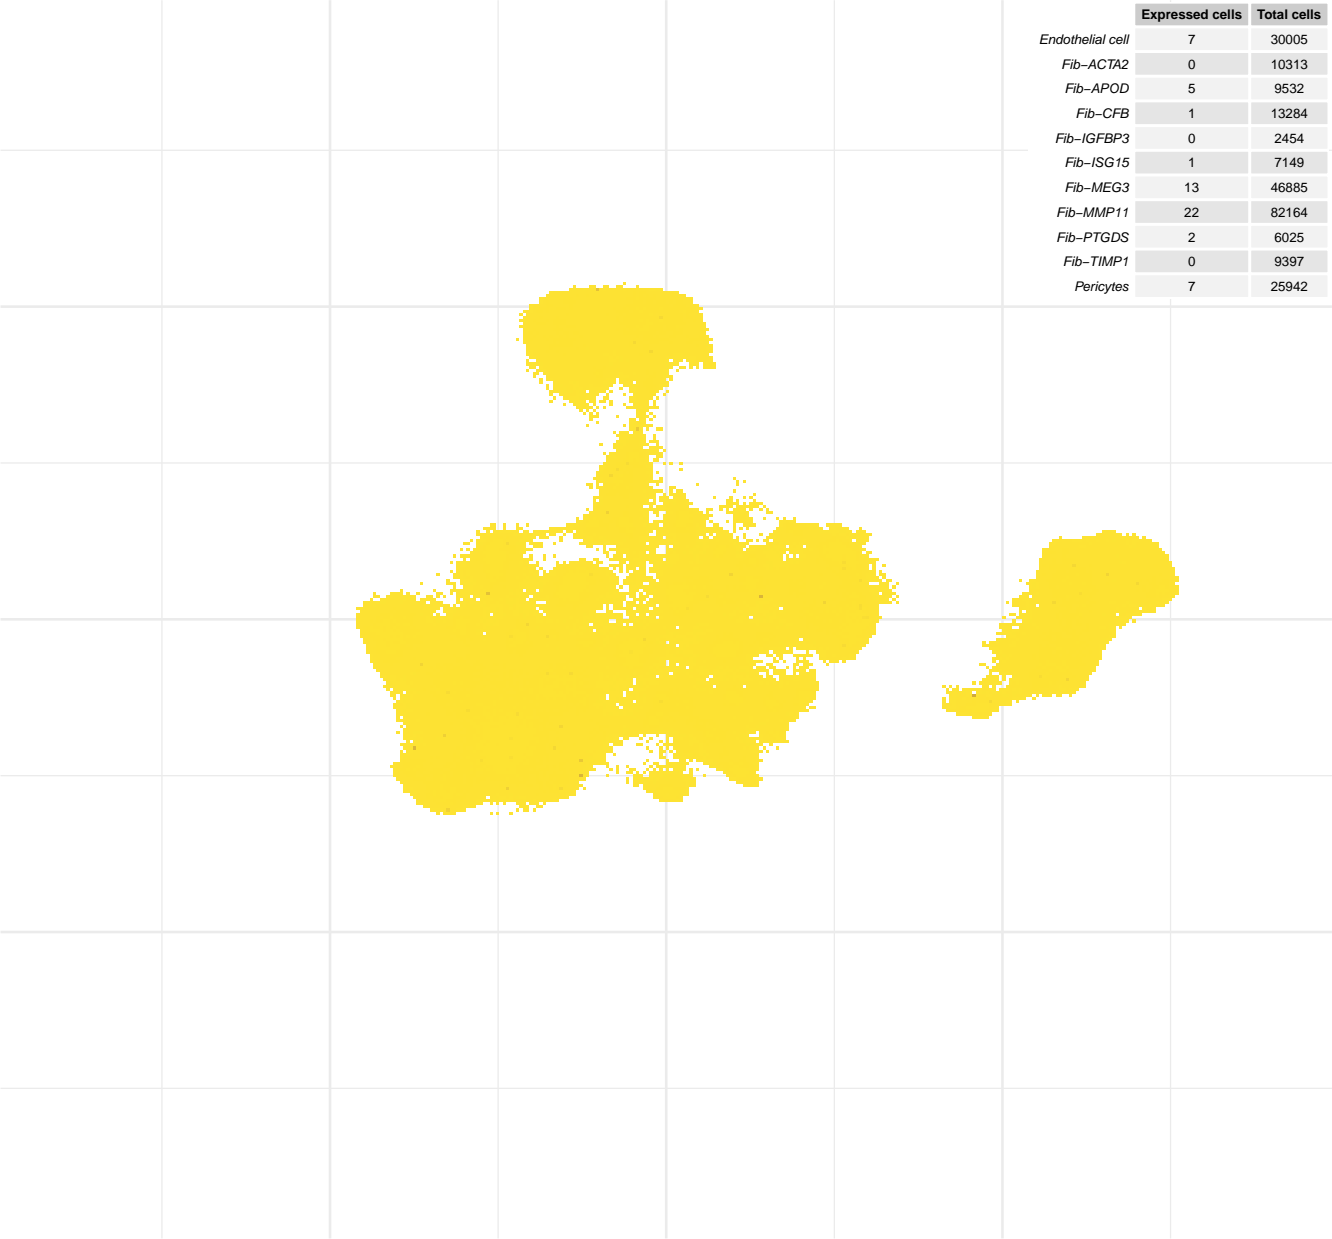 Expressed cells Total cells
Endothelial cell 7 30005
Fib−ACTA2 0 10313
Fib−APOD 5 9532
Fib−CFB 1 13284
Fib−IGFBP3 0 2454
Fib−ISG15 1 7149
Fib−MEG3 13 46885
Fib−MMP11 22 82164
Fib−PTGDS 2 6025
Fib−TIMP1 0 9397
Pericytes 7 25942